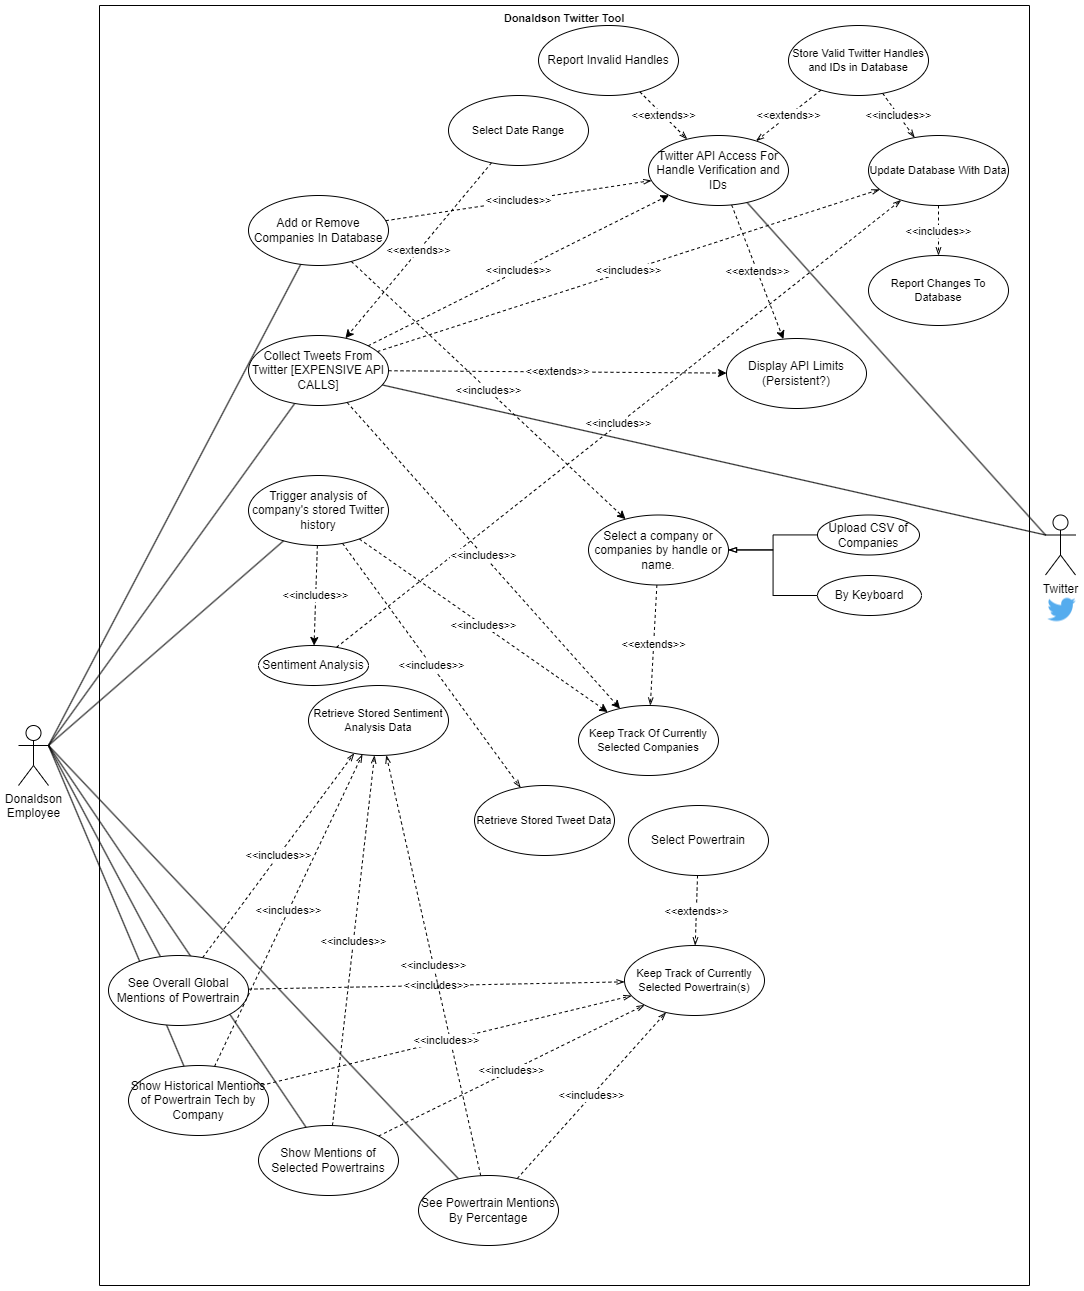 Donaldson Twitter Tool
Report Invalid Handles
Store Valid Twitter Handles
and IDs in Database
<<extends>>
<<extends>>
<<includes>>
Select Date Range
Twitter API Access For
Handle Verification and
IDs
Update Database With Data
<<includes>>
Add or Remove
Companies In Database
<<extends>>
<<includes>>
<<includes>>
<<extends>>
<<includes>>
Report Changes To
Database
Collect Tweets From
Twitter [EXPENSIVE API
CALLS]
<<extends>>
Display API Limits
(Persistent?)
<<includes>>
<<includes>>
Trigger analysis of
company's stored Twitter
history
Select a company or
companies by handle or
name.
Upload CSV of
Companies
By Keyboard
Twitter
<<includes>>
<<includes>>
<<includes>>
<<extends>>
Sentiment Analysis
<<includes>>
Retrieve Stored Sentiment
Analysis Data
Keep Track Of Currently
Selected Companies
Donaldson
Employee
Retrieve Stored Tweet Data
Select Powertrain
<<includes>>
<<includes>>
<<extends>>
<<includes>>
<<includes>>
<<includes>>
See Overall Global
Mentions of Powertrain
Keep Track of Currently
Selected Powertrain(s)
<<includes>>
<<includes>>
<<includes>>
Show Historical Mentions
of Powertrain Tech by
Company
Show Mentions of
Selected Powertrains
See Powertrain Mentions
By Percentage